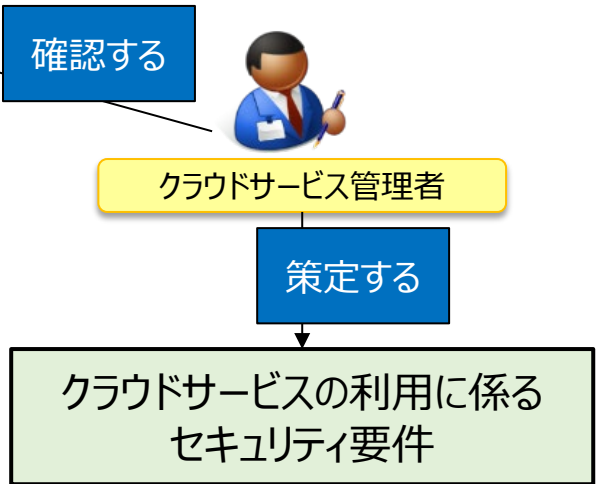 確認する
クラウドサービス管理者
策定する
クラウドサービスの利用に係る
セキュリティ要件